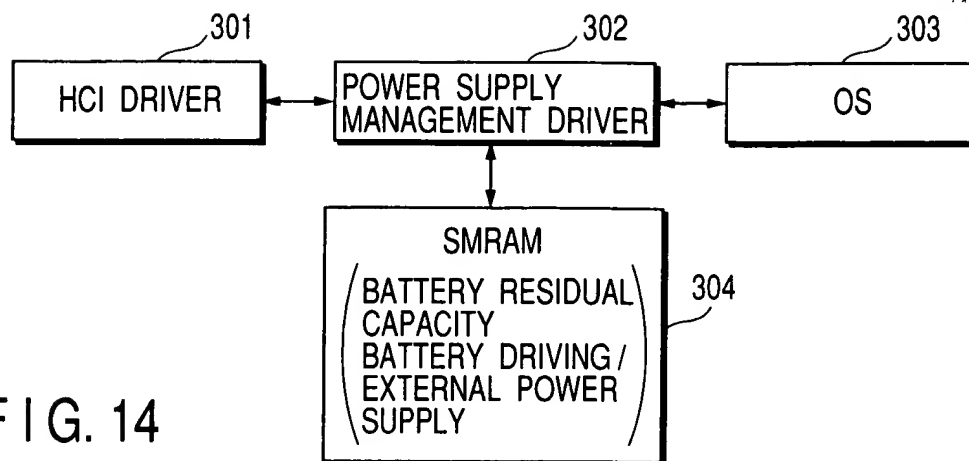 301
302
303
HCI DRIVER
POWER SUPPLY
MANAGEMENT DRIVER
OS
SMRAM
BATTERY RESIDUAL
CAPACITY
BATTERY DRIVING/
EXTERNAL POWER
SUPPLY
304
FIG. 14